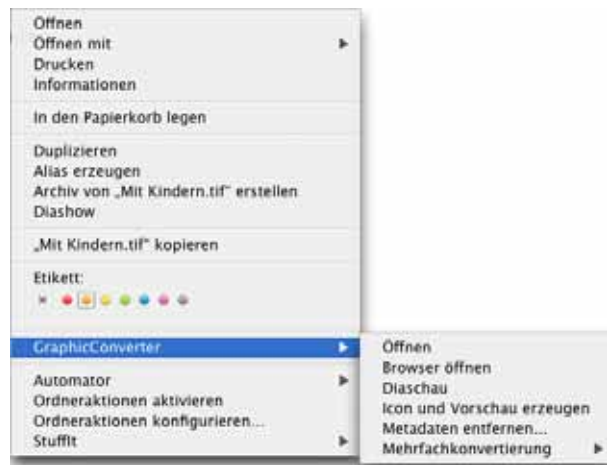 Öffnen
Öffnen mit
Drucken
Informationen
In den Papierkorb legen
Duplizieren
Alias erzeugen
Archiv von „Mit Kindern.tif“ erstellen
Diashow
„Mit Kindern.tif“ kopieren
Etikett:
GraphicConverter
Automator
Ordneraktionen aktivieren
Ordneraktionen konfigurieren...
StuffIt
Öffnen
Browser öffnen
Diaschau
Icon und Vorschau erzeugen
Metadaten entfernen...
Mehrfachkonvertierung